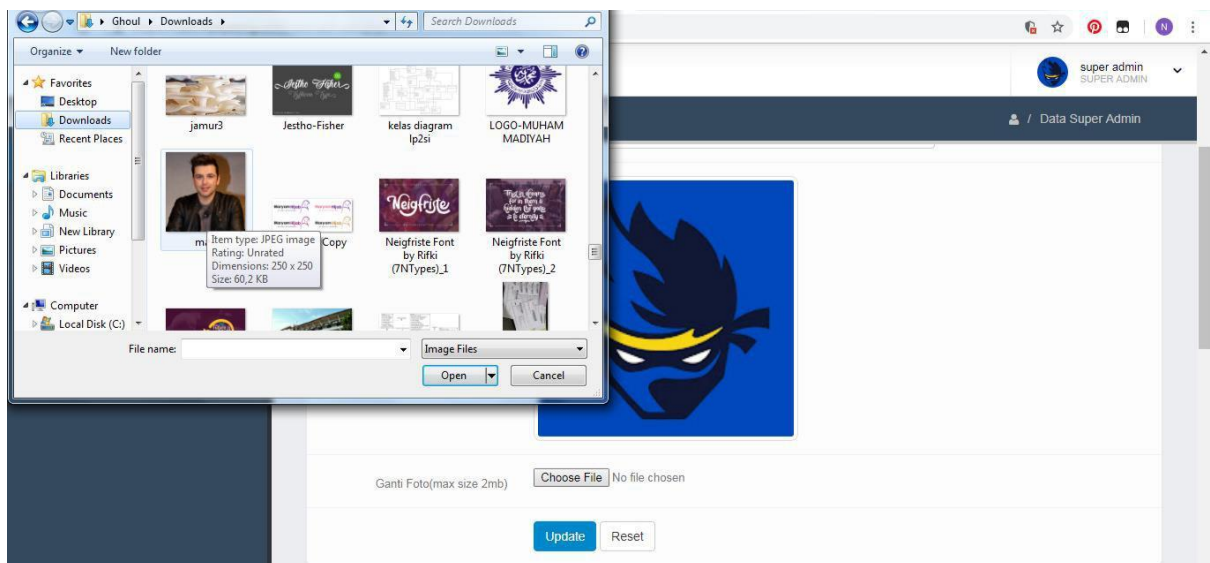 Ghoul Downloads
Search Downloads
Organize
New folder
Favorites
Desktop
Downloads
Recent Places
Libraries
Documents
Music
New Library
Pictures
Videos
Computer
Local Disk (C:)
jamur3
Jestho-Fisher
kelas diagram
lp2si
LOGO-MUHAM
MADIYAH
Jestho Fisher
Neigfriste
ma
Copy
Neigfriste Font
by Rifki
(7NTypes)_1
Neigfriste Font
by Rifki
(7NTypes)_2
Item type: JPEG image
Rating: Unrated
Dimensions: 250 x 250
Size: 60,2 KB
File name:
Image Files
Open
Cancel
N
super admin
SUPER ADMIN
/ Data Super Admin
Ganti Foto(max size 2mb)
Choose File No file chosen
Update
Reset